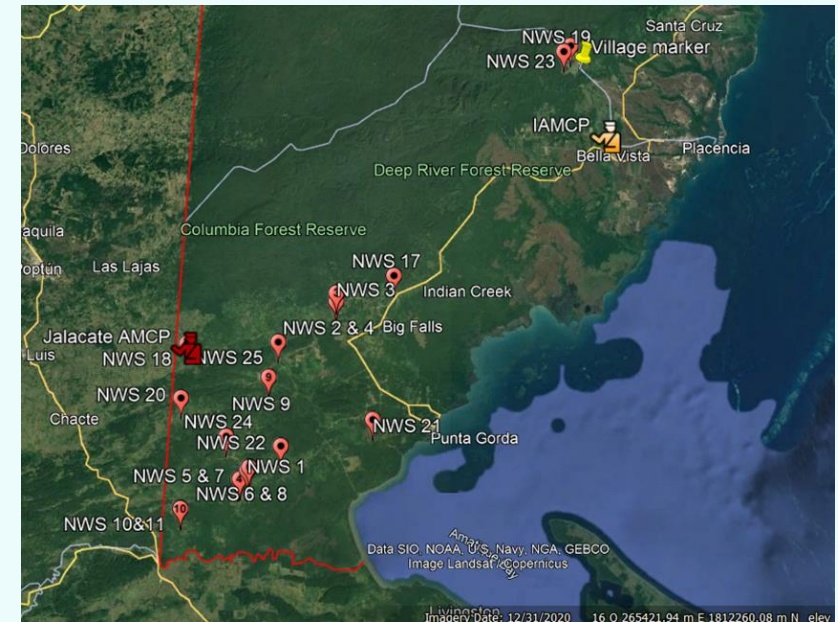 Santa Cruz
NWS 19
Village marker
NWS 23
IAMCP
Placencia
Bella Vista
Dolores
Deep River Forest Reserve
Columbia Forest Reserve
aquila
NWS 17
Poptún
Las Lajas
NWS 3
Indian Creek
NWS 2 & 4
Big Falls
Jalacate AMCP
NWS 18
NWS 25
Luis
9
NWS 9
NWS 20
NWS 24
Chacte
NWS 21
NWS 22
Punta Gorda
NWS 1
NWS 5 & 7
NWS 6 & 8
10
NWS 10&11
Data SIO, NOAA, U.S. Navy, NGA, GEBCO
Image Landsat / Copernicus
Livingston
Imagery Date: 12/31/2020 16 Q 265421.94 m E 1812260.08 m N elev